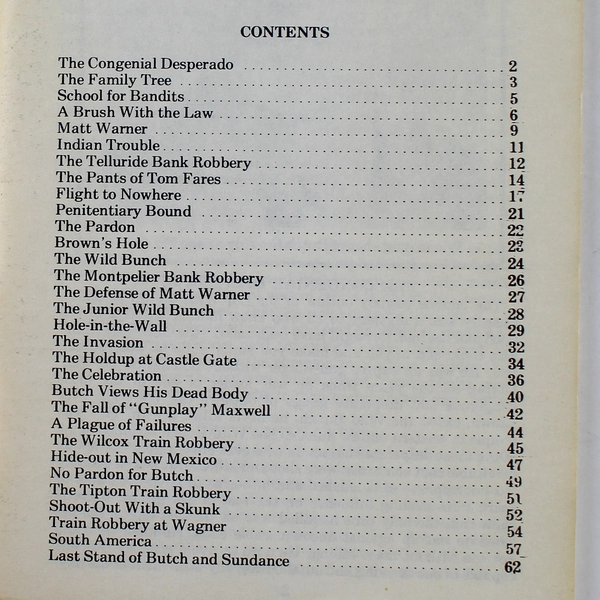 CONTENTS
The Congenial Desperado ........ 2
The Family Tree ........ 3
School for Bandits ........ 5
A Brush With the Law ........ 6
Matt Warner ........ 9
Indian Trouble ........ 11
The Telluride Bank Robbery ........ 12
The Pants of Tom Fares ........ 14
Flight to Nowhere ........ 17
Penitentiary Bound ........ 21
The Pardon ........ 22
Brown's Hole ........
The Wild Bunch ........ 24
The Montpelier Bank Robbery ........ 26
The Defense of Matt Warner ........ 27
The Junior Wild Bunch ........ 28
Hole-in-the-Wall ........ 29
The Invasion ........ 32
The Holdup at Castle Gate ........ 34
The Celebration ........ 36
Butch Views His Dead Body ........ 40
The Fall of "Gunplay" Maxwell ........ 42
A Plague of Failures ........ 44
The Wilcox Train Robbery ........ 45
Hide-out in New Mexico ........ 47
No Pardon for Butch ........ 49
The Tipton Train Robbery ........ 51
Shoot-Out With a Skunk ........ 52
Train Robbery at Wagner ........ 54
South America ........ 57
Last Stand of Butch and Sundance ........ 62